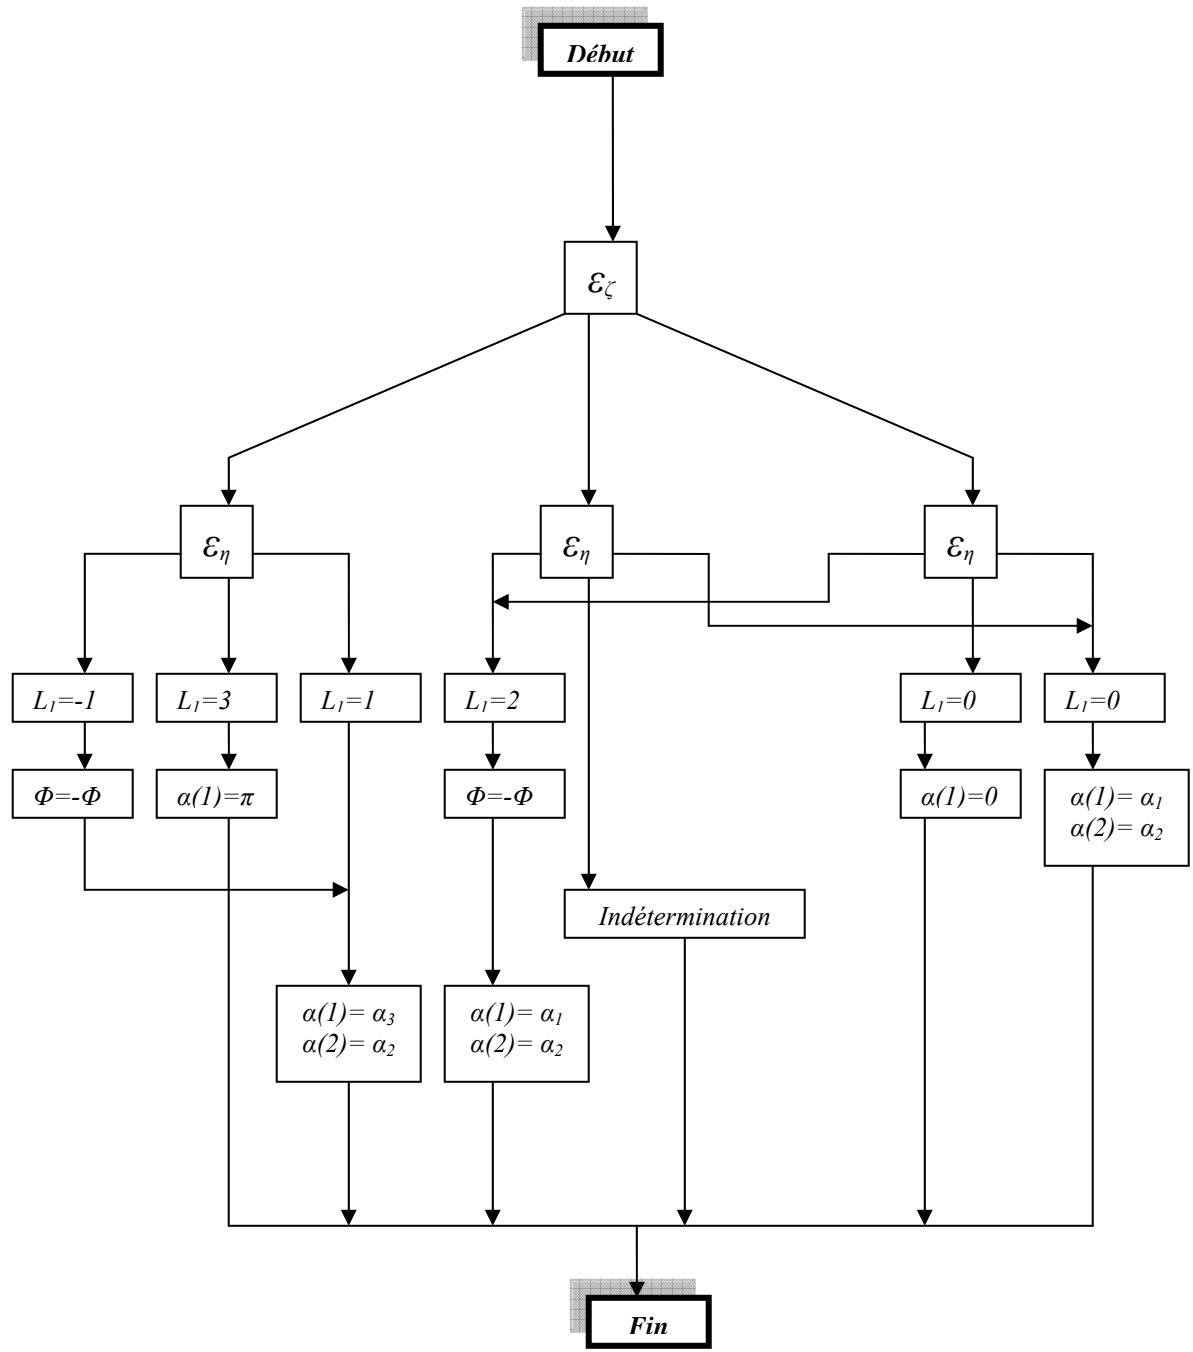 Début
εζ
εη
εη
εη
L1=-1
L1=3
L1=1
L1=2
L1=0
L1=0
Φ=-Φ
α(1)=π
Φ=-Φ
α(1)=0
α(1)= α1
α(2)= α2
Indétermination
α(1)= α3
α(2)= α2
α(1)= α1
α(2)= α2
Fin